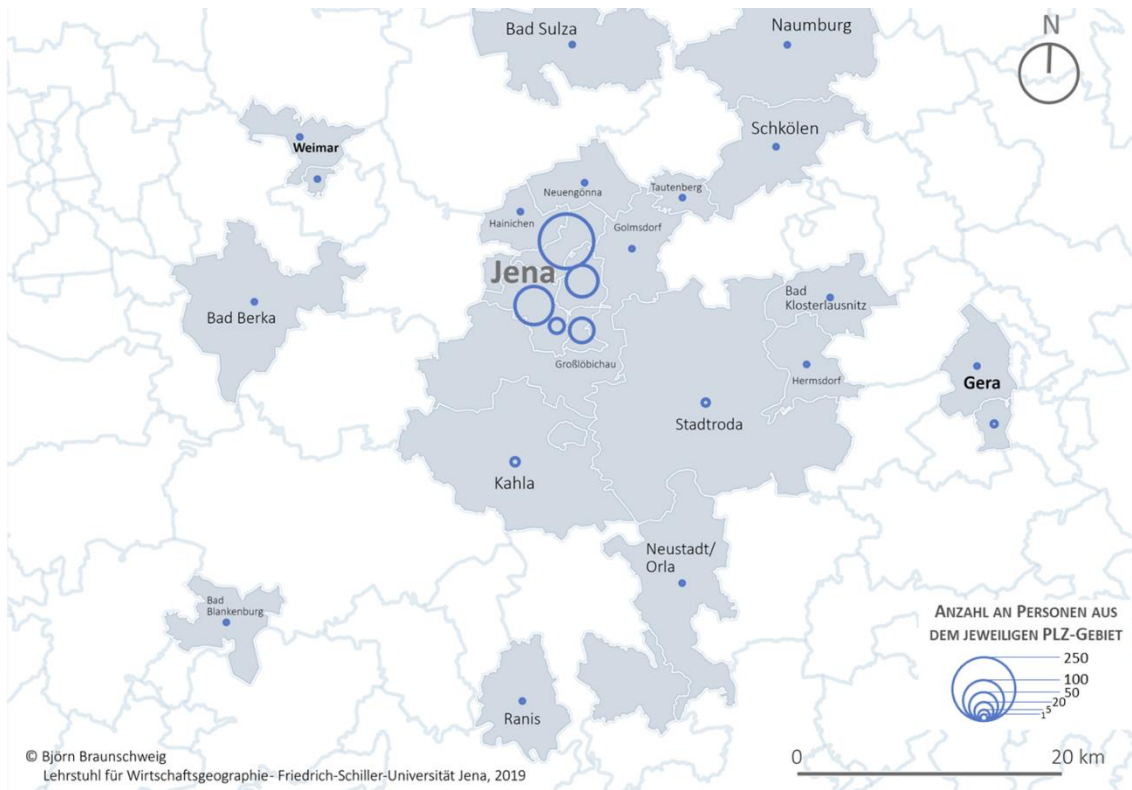 Bad Sulza
Naumburg
N
Schkölen
Weimar
Neuengönna
Tautenberg
Hainichen
Golmsdorf
Jena
Bad
Klosterlausnitz
Bad Berka
Großlöbichau
Hermsdorf
Gera
Stadtroda
Kahla
Neustadt/
Orla
Bad
Blankenburg
Ranis
ANZAHL AN PERSONEN AUS
DEM JEWEILIGEN PLZ-GEBIET
250
100
50
20
5
1
0 20 km
© Björn Braunschweig
Lehrstuhl für Wirtschaftsgeographie- Friedrich-Schiller-Universität Jena, 2019